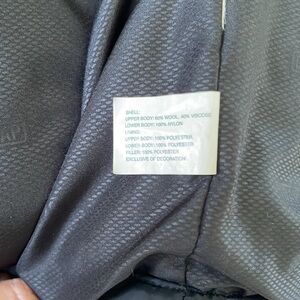 SHELL:
UPPER BODY: 60% WOOL, 40% VISCOSE
LOWER BODY: 100% NYLON
LINING:
UPPER BODY: 100% POLYESTER
LOWER BODY: 100% POLYESTER
FILLER: 100% POLYESTER
EXCLUSIVE OF DECORATION